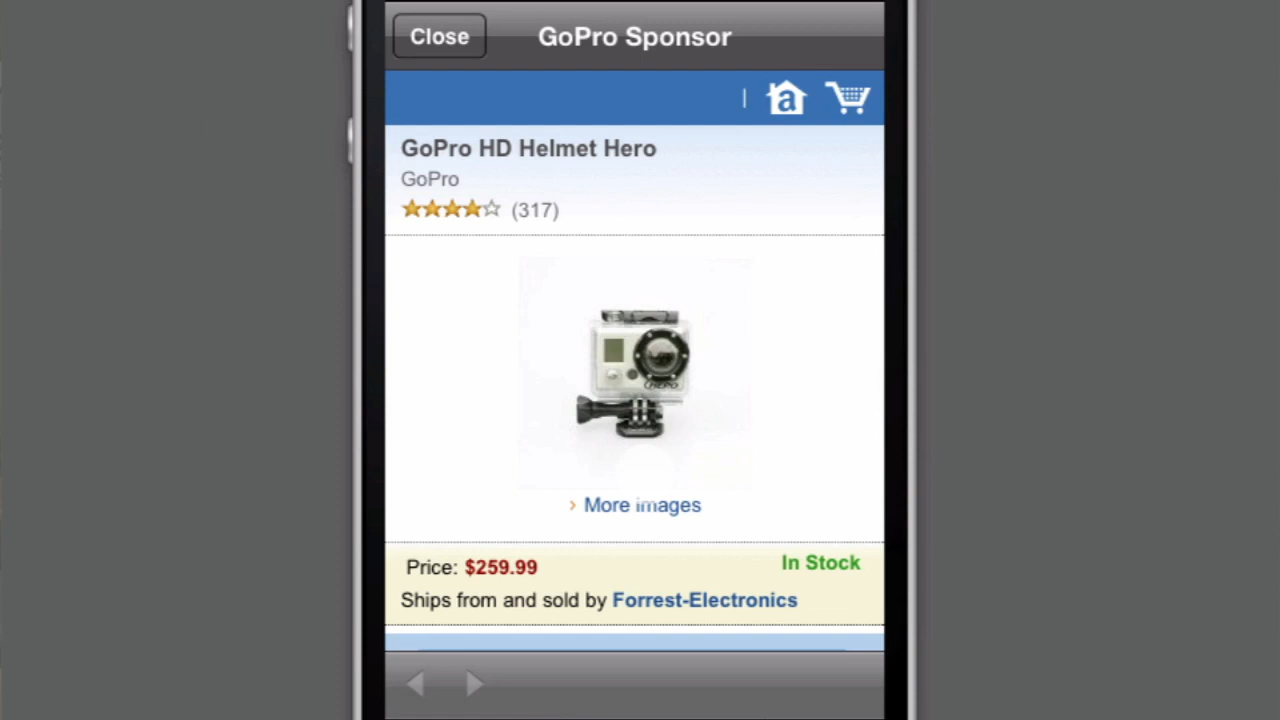 Close
GoPro Sponsor
a
GoPro HD Helmet Hero
GoPro
(317)
HERO
› More images
Price: $259.99
In Stock
Ships from and sold by Forrest-Electronics